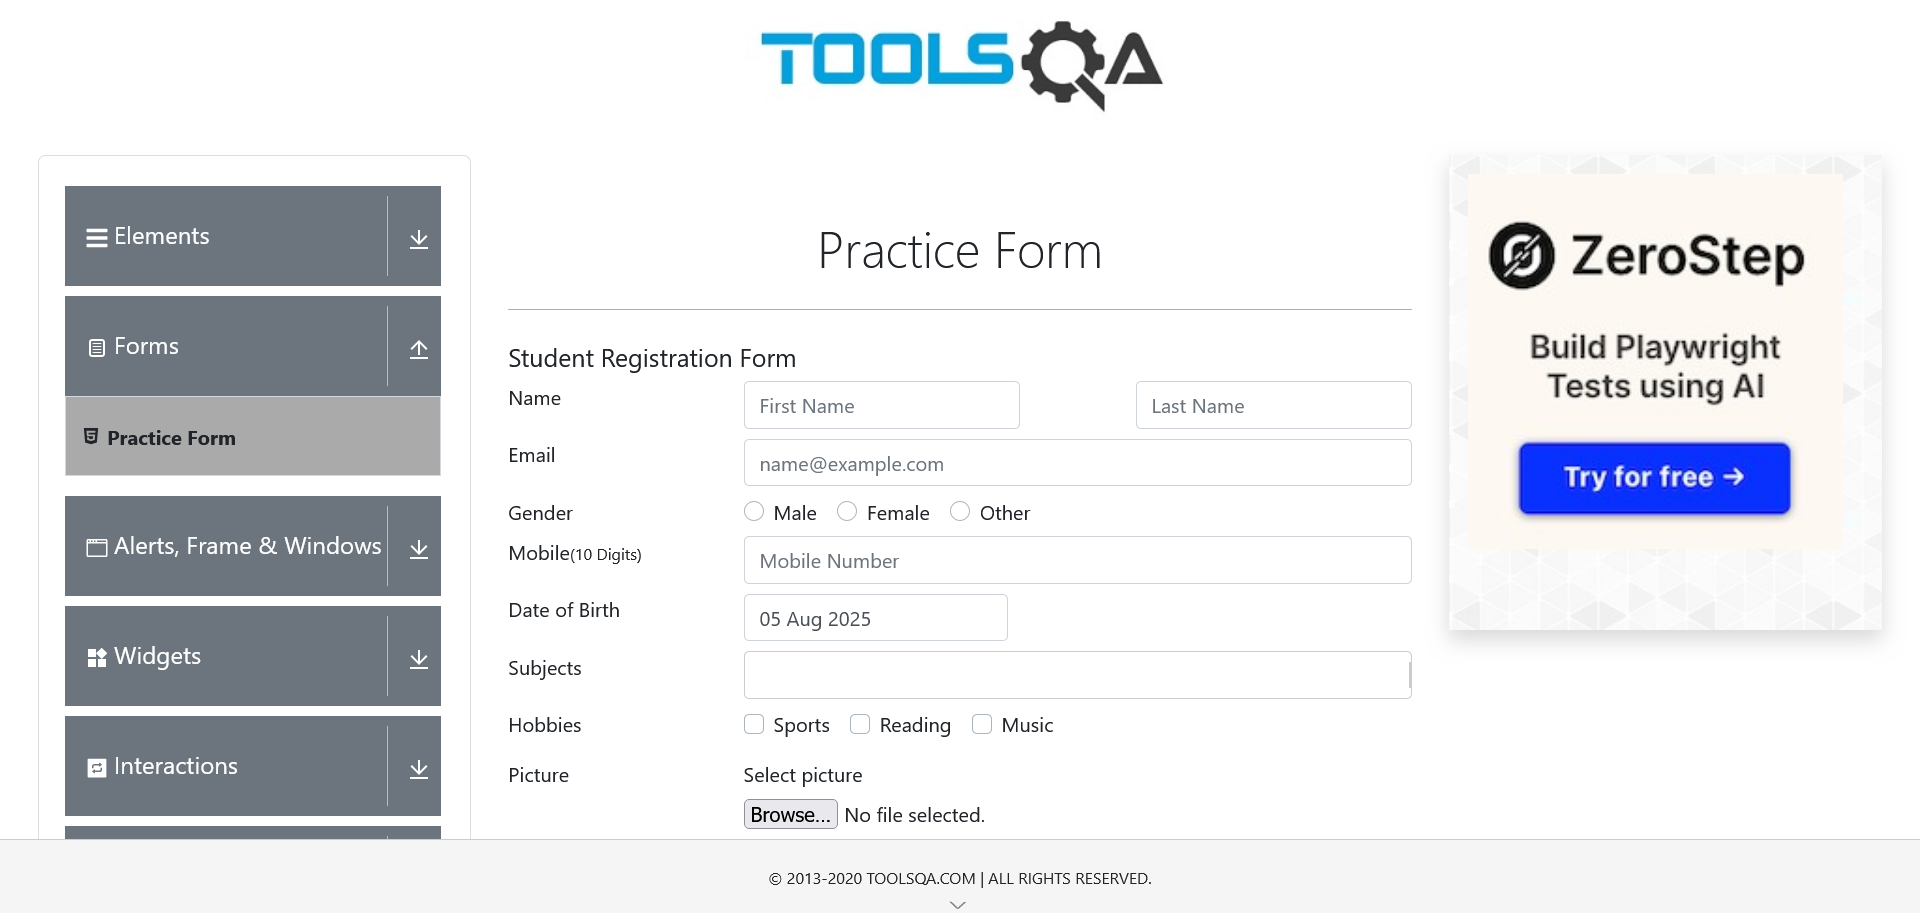 TOOLSQA
Elements
Forms
Practice Form
Alerts, Frame & Windows
Widgets
Interactions
Practice Form
Student Registration Form
Name
First Name
Last Name
Email
name@example.com
Gender
Male
Female
Other
Mobile(10 Digits)
Mobile Number
Date of Birth
05 Aug 2025
Subjects
Hobbies
Sports
Reading
Music
Picture
Select picture
Browse... No file selected.
ZeroStep
Build Playwright
Tests using AI
Try for free →
© 2013-2020 TOOLSQA.COM | ALL RIGHTS RESERVED.